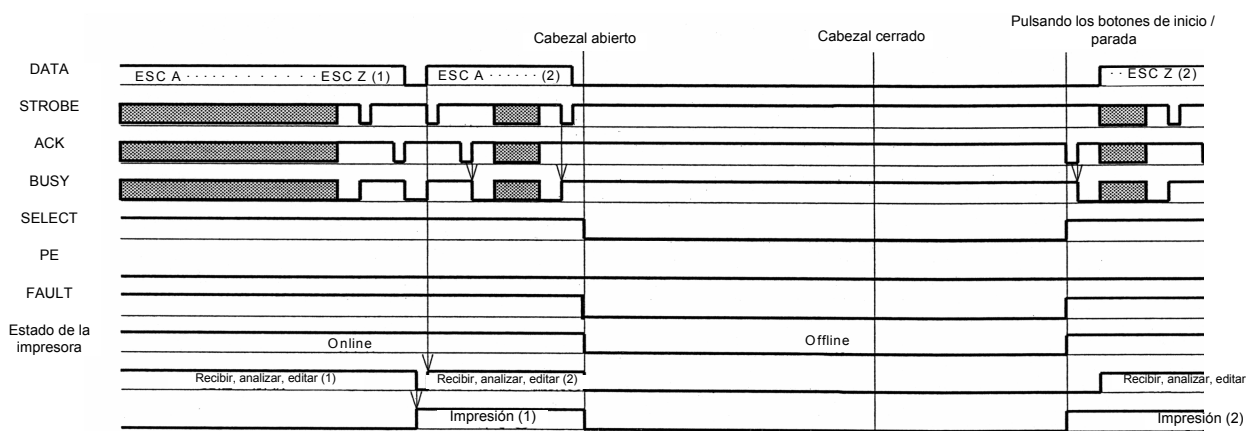 Pulsando los botones de inicio /
parada
Cabezal abierto
Cabezal cerrado
DATA
ESC A · · · · · · · · · · · · ESC Z (1)
ESC A · · · · · · (2)
· · ESC Z (2)
STROBE
ACK
BUSY
SELECT
PE
FAULT
Estado de la
impresora
Online
Offline
Recibir, analizar, editar (1)
Recibir, analizar, editar (2)
Recibir, analizar, editar
Impresión (1)
Impresión (2)